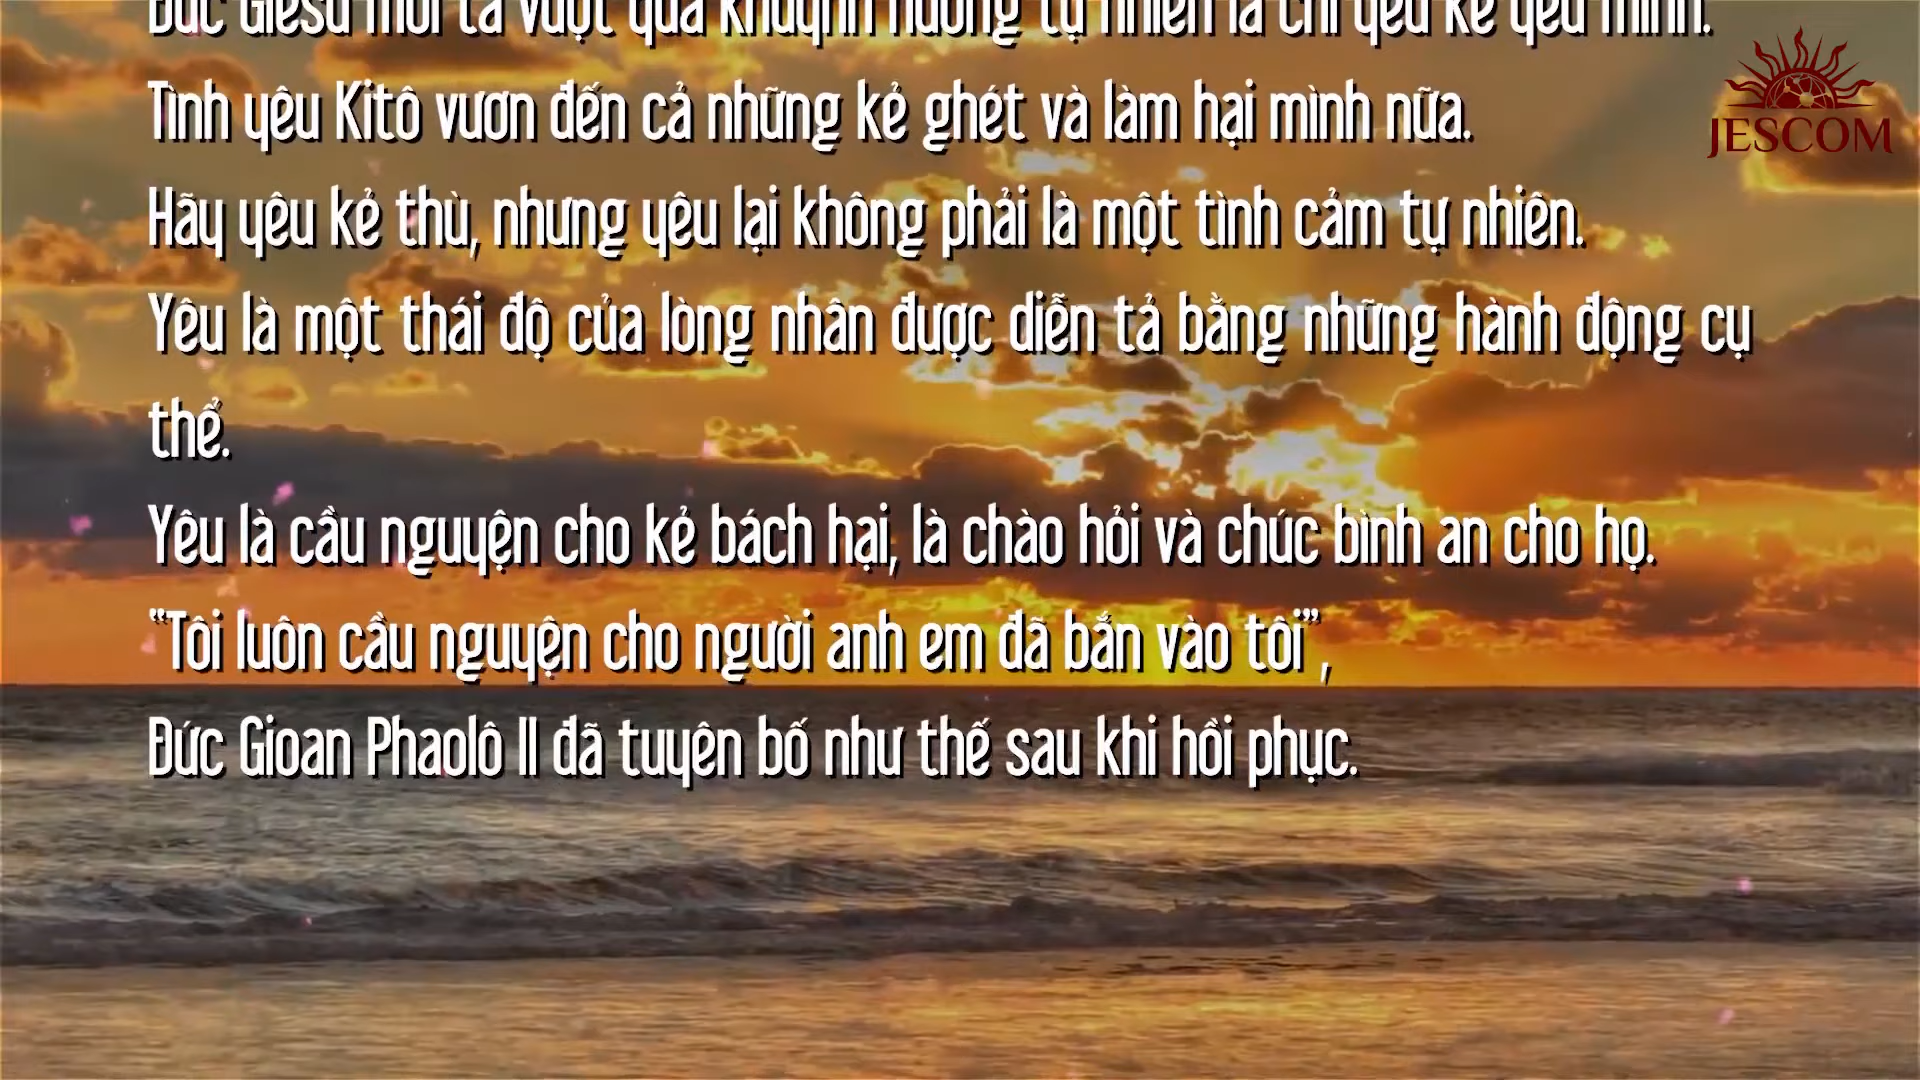 Đức Giêsu mời ta vượt qua khuynh hướng tự nhiên là chỉ yêu kẻ yêu mình.
Tình yêu Kitô vươn đến cả những kẻ ghét và làm hại mình nữa.
Hãy yêu kẻ thù, nhưng yêu lại không phải là một tình cảm tự nhiên.
Yêu là một thái độ của lòng nhân được diễn tả bằng những hành động cụ
thể.
Yêu là cầu nguyện cho kẻ bách hại, là chào hỏi và chúc bình an cho họ.
“Tôi luôn cầu nguyện cho người anh em đã bắn vào tôi”,
Đức Gioan Phaolô II đã tuyên bố như thế sau khi hồi phục.
JESCOM